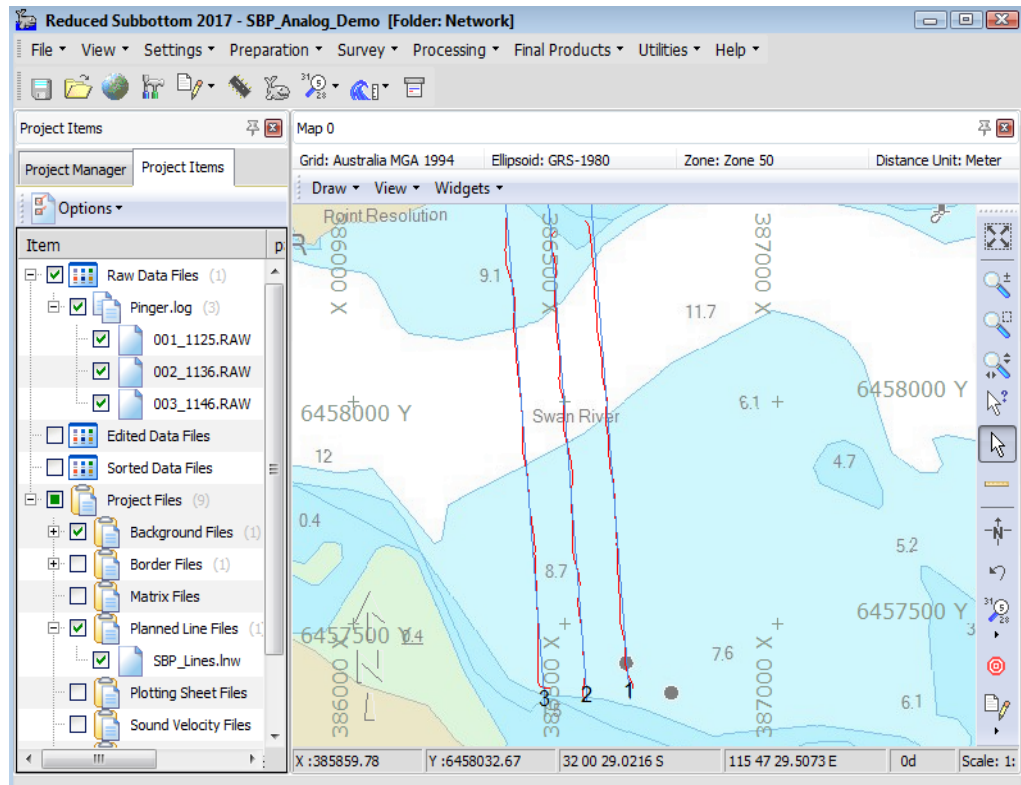 Reduced Subbottom 2017 - SBP_Analog_Demo [Folder: Network]
File View Settings Preparation Survey Processing Final Products Utilities Help
Project Items
Project Manager Project Items
Options
Item
Raw Data Files (1)
Pinger.log (3)
001_1125.RAW
002_1136.RAW
003_1146.RAW
Edited Data Files
Sorted Data Files
Project Files (9)
Background Files (1)
Border Files (1)
Matrix Files
Planned Line Files (1
SBP_Lines.lnw
Plotting Sheet Files
Sound Velocity Files
Map 0
Grid: Australia MGA 1994 Ellipsoid: GRS-1980 Zone: Zone 50 Distance Unit: Meter
Draw View Widgets
Point Resolution
R
386000 X
386500 X
387000 X
9.1
11.7
6458000 Y
Swan River
6.1
6458000 Y
12
4.7
0.4
5.2
8.7
6457500 Y
0.4
6457500 Y
3
7.6
386000 X
386500 X
387000 X
3
2
1
6.1
N
X :385859.78 Y :6458032.67 32 00 29.0216 S 115 47 29.5073 E 0d Scale: 1: